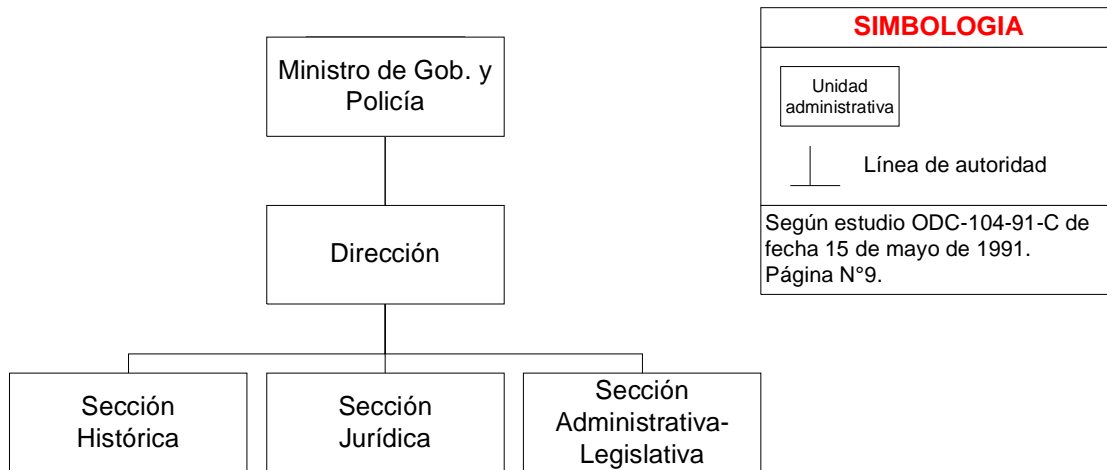 Ministro de Gob. y
Policía
Dirección
Sección
Histórica
Sección
Jurídica
Sección
Administrativa-
Legislativa
SIMBOLOGIA
Unidad
administrativa
Línea de autoridad
Según estudio ODC-104-91-C de
fecha 15 de mayo de 1991.
Página N°9.